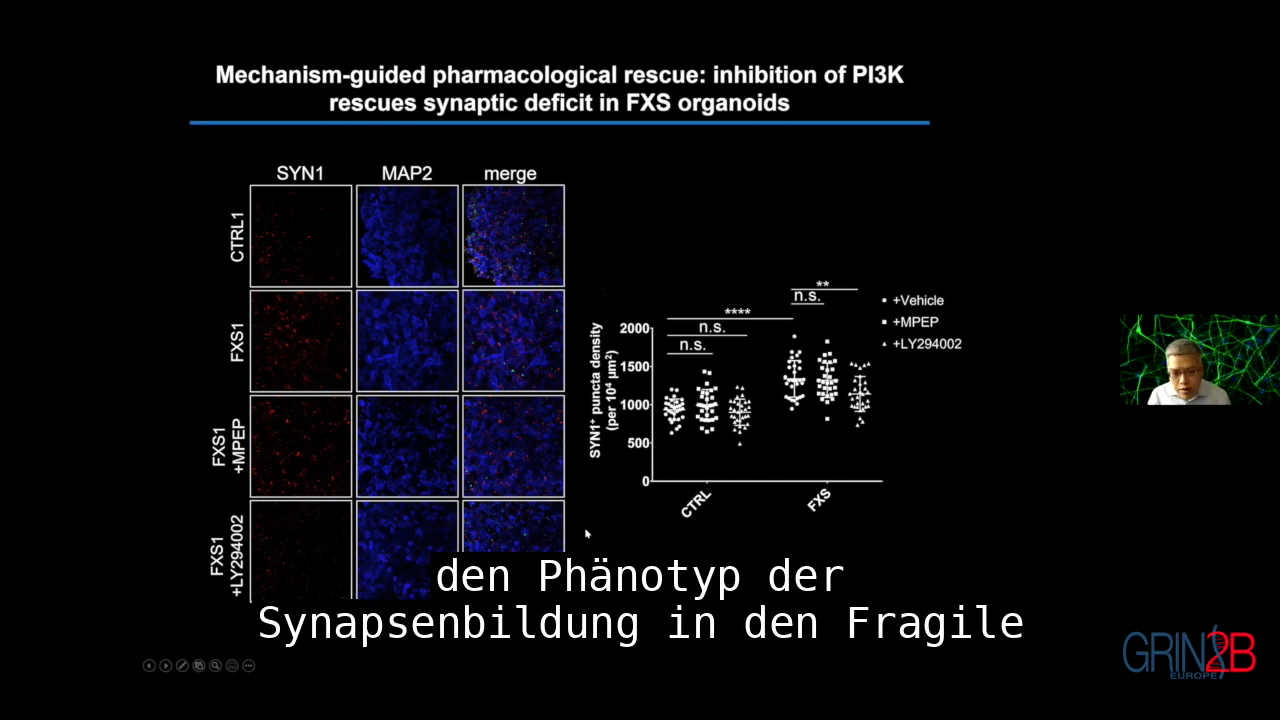 Mechanism-guided pharmacological rescue: inhibition of PI3K
rescues synaptic deficit in FXS organoids
SYN1 MAP2 merge
CTRL1
FXS1
FXS1
+MPEP
FXS1
+LY294002
SYN1⁺ puncta density
(per 10⁴ µm²)
2000
1500
1000
500
0
n.s.
n.s.
****
n.s.
**
CTRL
FXS
+Vehicle
+MPEP
+LY294002
den Phänotyp der
Synapsenbildung in den Fragile
GRIN2B
EUROPE